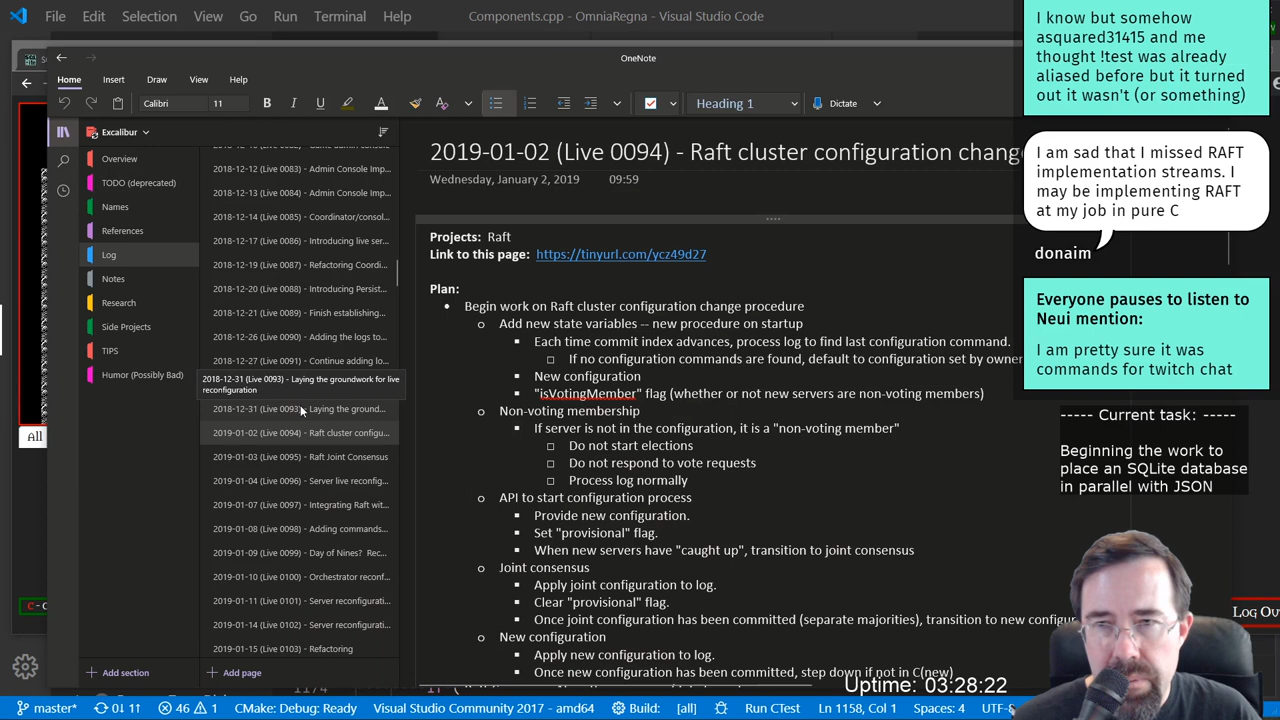 File Edit Selection View Go Run Terminal Help Components.cpp - OmniaRegna - Visual Studio Code
OneNote
Home Insert Draw View Help
Calibri 11 B I U A Heading 1 Dictate
Excalibur
Overview
TODO (deprecated)
Names
References
Log
Notes
Research
Side Projects
TIPS
Humor (Possibly Bad)
Add section
2018-12-12 (Live 0083) - Admin Console Imp...
2018-12-13 (Live 0084) - Admin Console Imp...
2018-12-14 (Live 0085) - Coordinator/consol...
2018-12-17 (Live 0086) - Introducing live ser...
2018-12-19 (Live 0087) - Refactoring Coordi...
2018-12-20 (Live 0088) - Introducing Persist...
2018-12-21 (Live 0089) - Finish establishing...
2018-12-26 (Live 0090) - Adding the logs to...
2018-12-27 (Live 0091) - Continue adding lo...
2018-12-31 (Live 0093) - Laying the groundwork for live
reconfiguration
2018-12-31 (Live 0093) - Laying the ground...
2019-01-02 (Live 0094) - Raft cluster configu...
2019-01-03 (Live 0095) - Raft Joint Consensus
2019-01-04 (Live 0096) - Server live reconfig...
2019-01-07 (Live 0097) - Integrating Raft wit...
2019-01-08 (Live 0098) - Adding commands...
2019-01-09 (Live 0099) - Day of Nines? Rec...
2019-01-10 (Live 0100) - Orchestrator reconf...
2019-01-11 (Live 0101) - Server reconfigurati...
2019-01-14 (Live 0102) - Server reconfigurati...
2019-01-15 (Live 0103) - Refactoring
Add page
2019-01-02 (Live 0094) - Raft cluster configuration change
Wednesday, January 2, 2019 09:59
Projects: Raft
Link to this page: https://tinyurl.com/ycz49d27
Plan:
Begin work on Raft cluster configuration change procedure
Add new state variables -- new procedure on startup
Each time commit index advances, process log to find last configuration command.
If no configuration commands are found, default to configuration set by owner
New configuration
"isVotingMember" flag (whether or not new servers are non-voting members)
Non-voting membership
If server is not in the configuration, it is a "non-voting member"
Do not start elections
Do not respond to vote requests
Process log normally
API to start configuration process
Provide new configuration.
Set "provisional" flag.
When new servers have "caught up", transition to joint consensus
Joint consensus
Apply joint configuration to log.
Clear "provisional" flag.
Once joint configuration has been committed (separate majorities), transition to new configur
New configuration
Apply new configuration to log.
Once new configuration has been committed, step down if not in C(new)
I know but somehow
asquared31415 and me
thought !test was already
aliased before but it turned
out it wasn't (or something)
I am sad that I missed RAFT
implementation streams. I
may be implementing RAFT
at my job in pure C
donaim
Everyone pauses to listen to
Neui mention:
I am pretty sure it was
commands for twitch chat
----- Current task: -----
Beginning the work to
place an SQLite database
in parallel with JSON
Log Ou
Uptime: 03:28:22
All
master* 0↓ 1↑ 46 1 CMake: Debug: Ready Visual Studio Community 2017 - amd64 Build: [all] Run CTest Ln 1158, Col 1 Spaces: 4 UTF-8